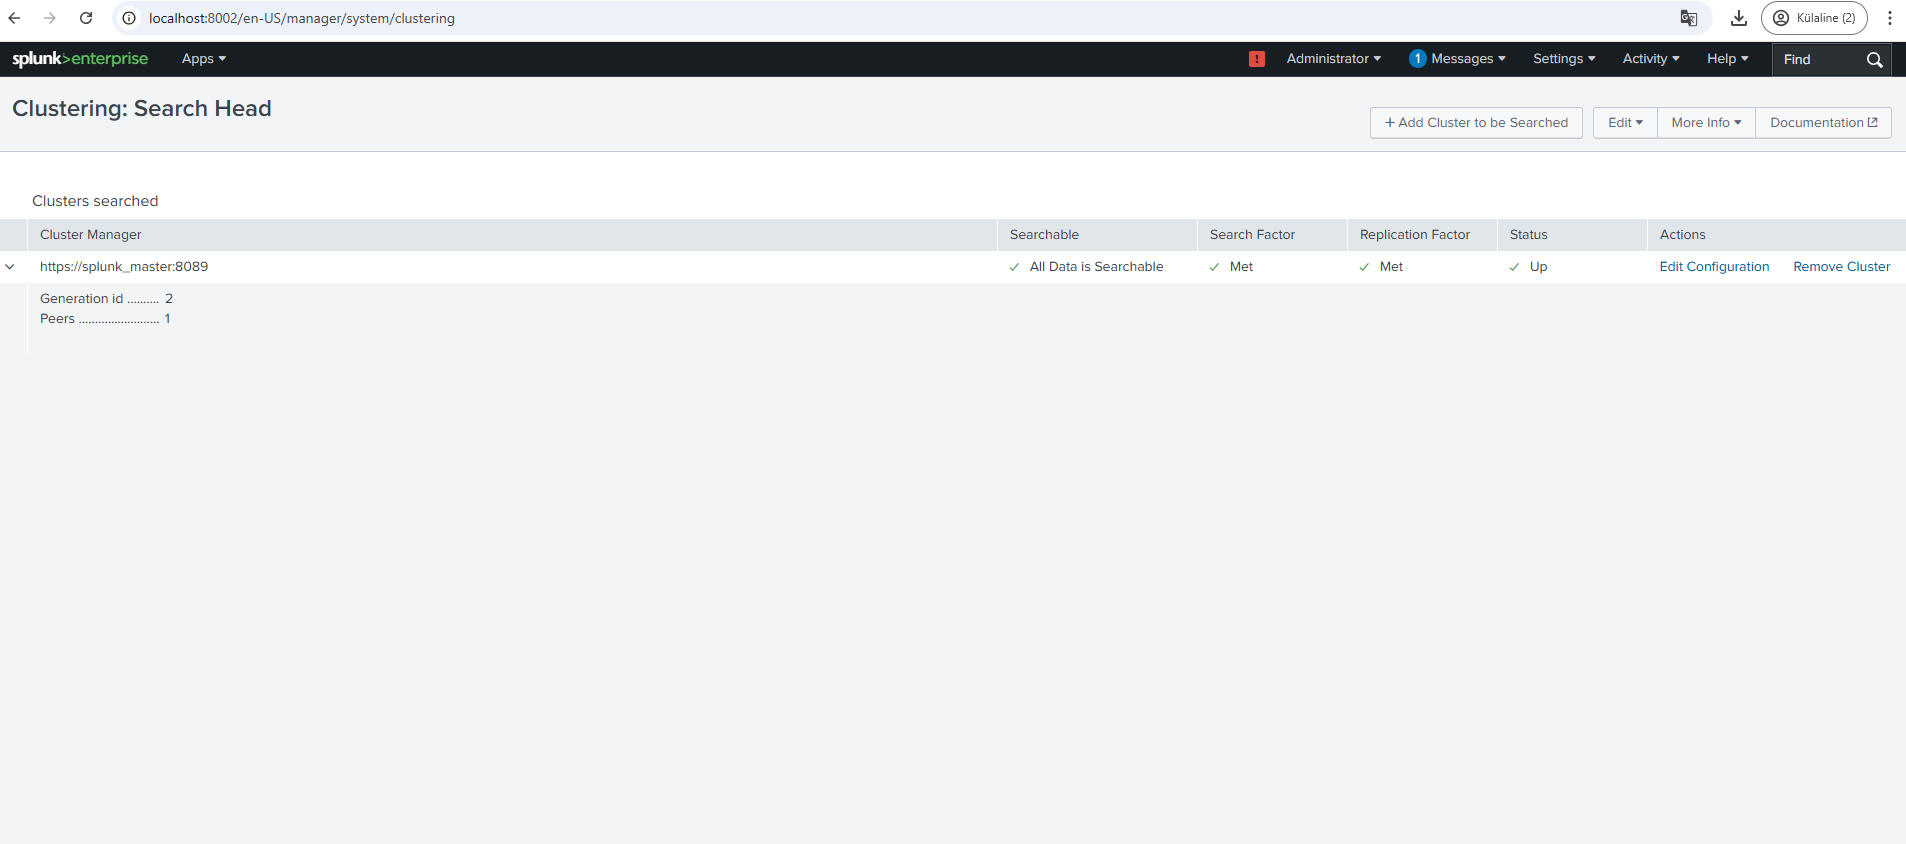 localhost:8002/en-US/manager/system/clustering
Külaline (2)
splunk>enterprise Apps ! Administrator 1 Messages Settings Activity Help Find
Clustering: Search Head
+ Add Cluster to be Searched Edit More Info Documentation
Clusters searched
Cluster Manager Searchable Search Factor Replication Factor Status Actions
https://splunk_master:8089 All Data is Searchable Met Met Up Edit Configuration Remove Cluster
Generation id .......... 2
Peers ......................... 1